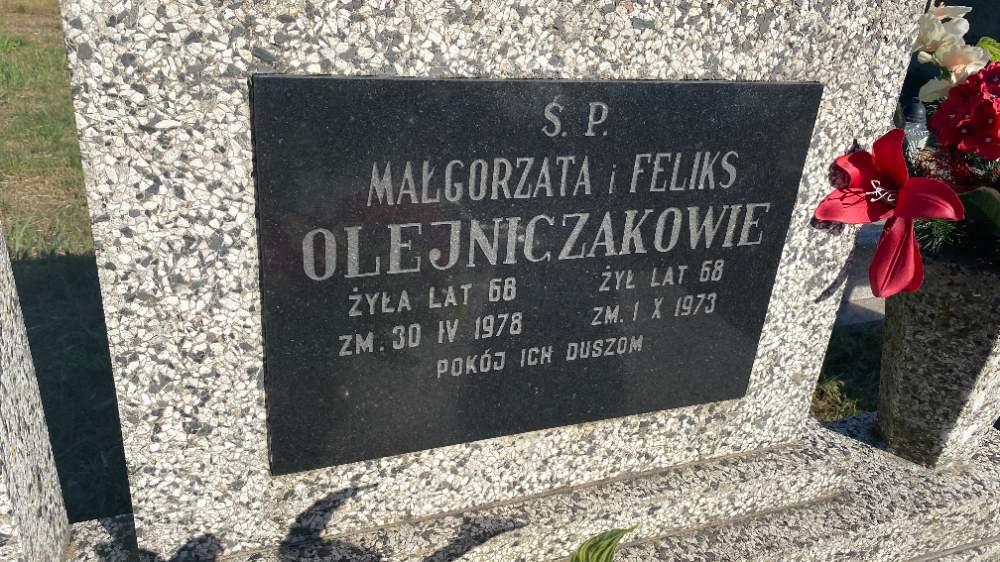 Ś. P.
MAŁGORZATA i FELIKS
OLEJNICZAKOWIE
ŻYŁA LAT 68 ŻYŁ LAT 68
ZM. 30 IV 1978 ZM. 1 X 1973
POKÓJ ICH DUSZOM